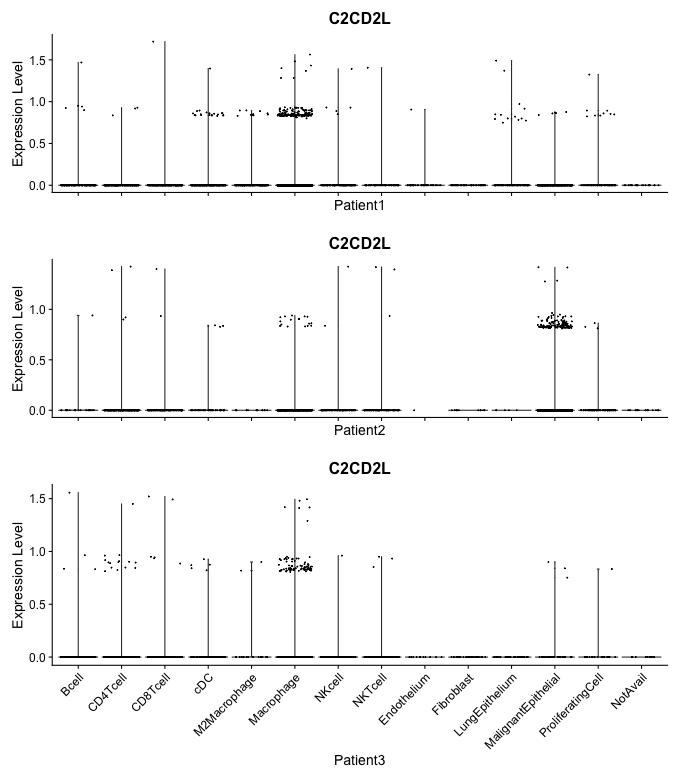 C2CD2L
Expression Level
1.5
1.0
0.5
0.0
Patient1
C2CD2L
Expression Level
1.0
0.5
0.0
Patient2
C2CD2L
Expression Level
1.5
1.0
0.5
0.0
Bcell
CD4Tcell
CD8Tcell
cDC
M2Macrophage
Macrophage
NKcell
NKTcell
Endothelium
Fibroblast
LungEpithelium
MalignantEpithelial
ProliferatingCell
NotAvail
Patient3